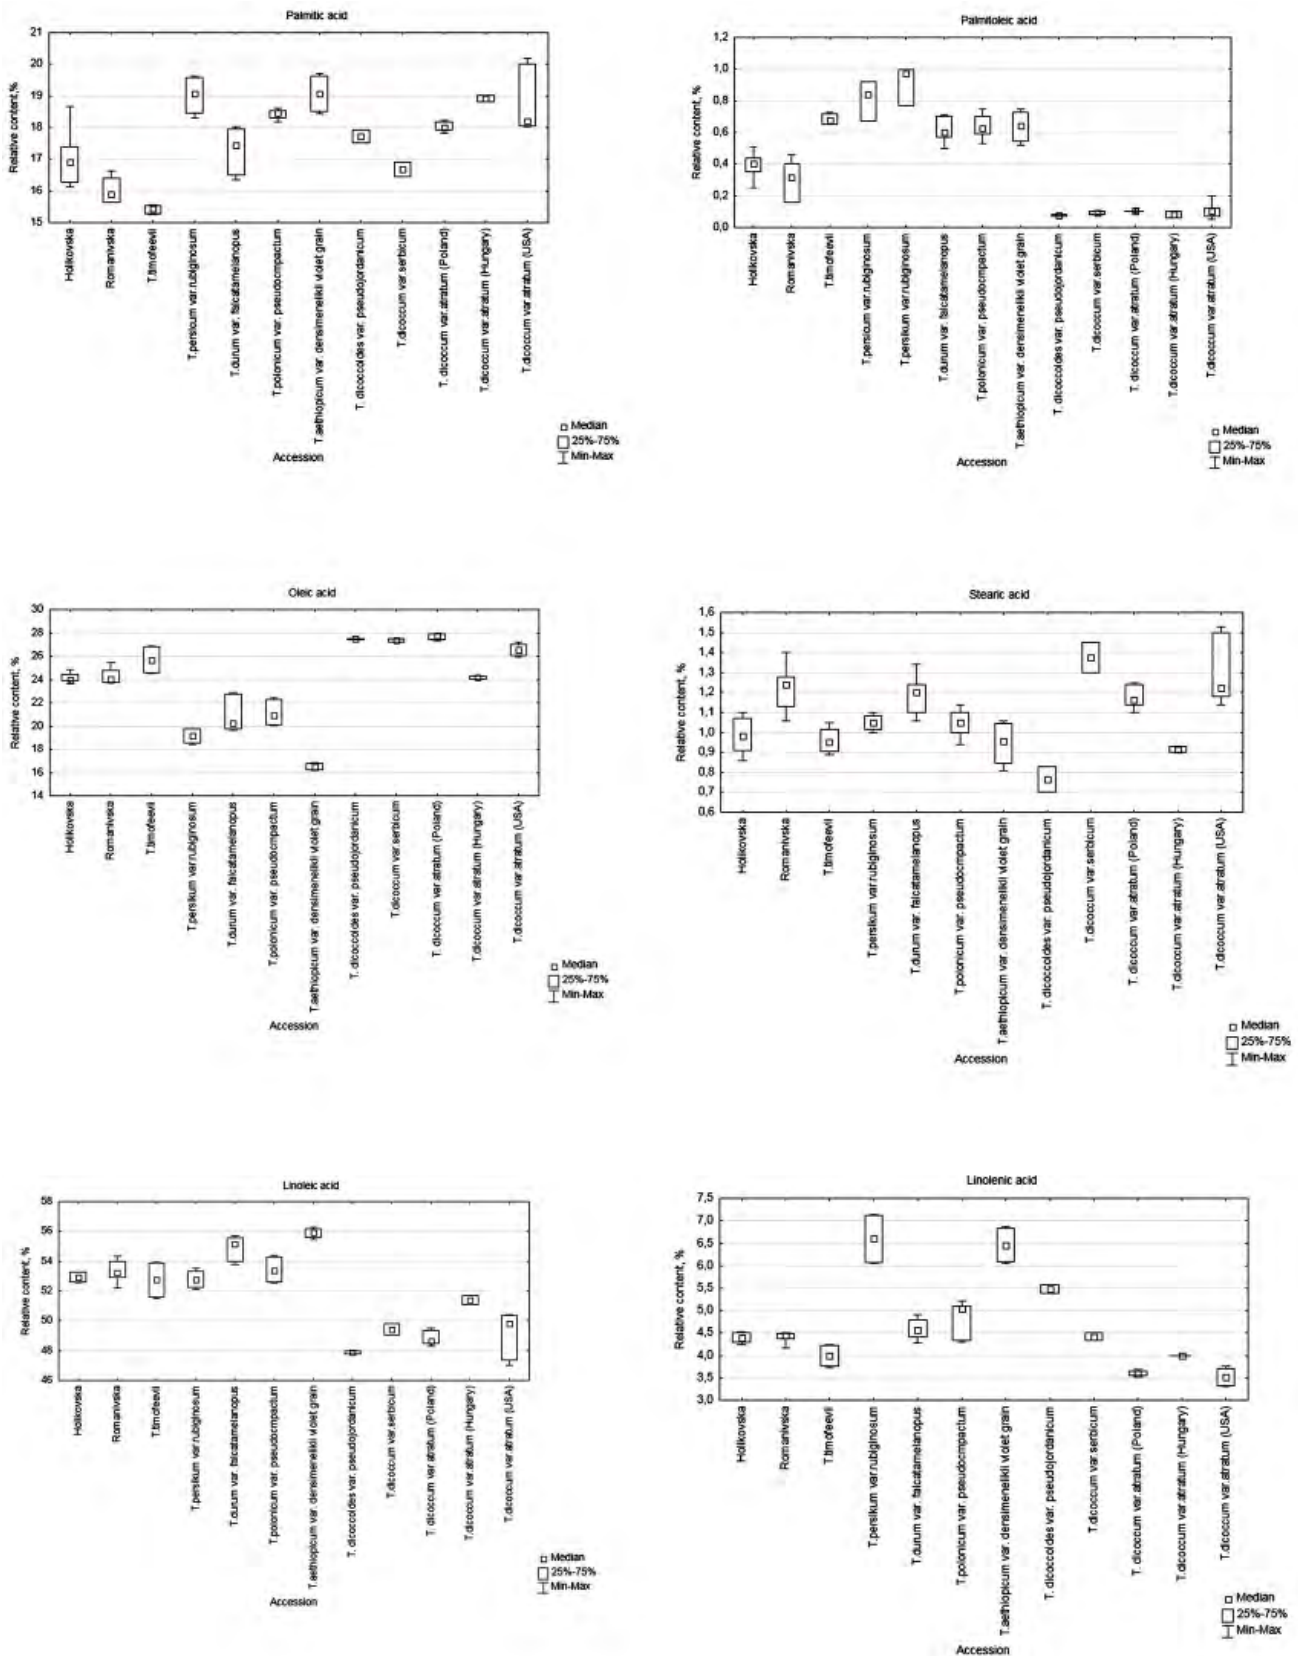 Palmitic acid
Relative content,%
21
20
19
18
17
16
15
Holikovska
Romanivska
T.timofeevii
T.persicum var.rubiginosum
T.durum var. falcatamelanopus
T.polonicum var. pseudocmpactum
T.aethiopicum var. densimenelikii violet grain
T. dicoccoides var. pseudojordanicum
T.dicoccum var.serbicum
T. dicoccum var.atratum (Poland)
T.dicoccum var.atratum (Hungary)
T.dicoccum var.atratum (USA)
Median
25%-75%
Min-Max
Accession
Palmitoleic acid
Relative content, %
1,2
1,0
0,8
0,6
0,4
0,2
0,0
Holikovska
Romanivska
T.timofeevii
T.persicum var.rubiginosum
T.persikum var.rubiginosum
T.durum var. falcatamelanopus
T.polonicum var. pseudocmpactum
T.aethiopicum var. densimenelikii violet grain
T. dicoccoides var. pseudojordanicum
T.dicoccum var.serbicum
T. dicoccum var.atratum (Poland)
T.dicoccum var.atratum (Hungary)
T.dicoccum var.atratum (USA)
Median
25%-75%
Min-Max
Accession
Oleic acid
Relative content, %
30
28
26
24
22
20
18
16
14
Holikovska
Romanivska
T.timofeevii
T.persikum var.rubiginosum
T.durum var. falcatamelanopus
T.polonicum var. pseudocmpactum
T.aethiopicum var. densimenelikii violet grain
T. dicoccoides var. pseudojordanicum
T.dicoccum var.serbicum
T. dicoccum var atratum (Poland)
T.dicoccum var.atratum (Hungary)
T.dicoccum var.atratum (USA)
Median
25%-75%
Min-Max
Accession
Stearic acid
Relative content, %
1,6
1,5
1,4
1,3
1,2
1,1
1,0
0,9
0,8
0,7
0,6
Holikovska
Romanivska
T.timofeevii
T.persikum var.rubiginosum
T.durum var. falcatamelanopus
T.polonicum var. pseudocmpactum
T.aethiopicum var. densimenelikii violet grain
T. dicoccoides var. pseudojordanicum
T.dicoccum var.serbicum
T. dicoccum var.atratum (Poland)
T.dicoccum var.atratum (Hungary)
T.dicoccum var.atratum (USA)
Median
25%-75%
Min-Max
Accession
Linoleic acid
Relative content, %
58
56
54
52
50
48
46
Holikovska
Romanivska
T.timofeevii
T.persikum var.rubiginosum
T.durum var. falcatamelanopus
T.polonicum var. pseudocmpactum
T.aethiopicum var. densimenelikii violet grain
T. dicoccoides var. pseudojordanicum
T.dicoccum var.serbicum
T. dicoccum var atratum (Poland)
T.dicoccum var.atratum (Hungary)
T.dicoccum var.atratum (USA)
Median
25%-75%
Min-Max
Accession
Linolenic acid
Relative content, %
7,5
7,0
6,5
6,0
5,5
5,0
4,5
4,0
3,5
3,0
Holikovska
Romanivska
T.timofeevii
T.persikum var.rubiginosum
T.durum var. falcatamelanopus
T.polonicum var. pseudocmpactum
T.aethiopicum var. densimenelikii violet grain
T. dicoccoides var. pseudojordanicum
T.dicoccum var.serbicum
T. dicoccum var.atratum (Poland)
T.dicoccum var.atratum (Hungary)
T.dicoccum var.atratum (USA)
Median
25%-75%
Min-Max
Accession